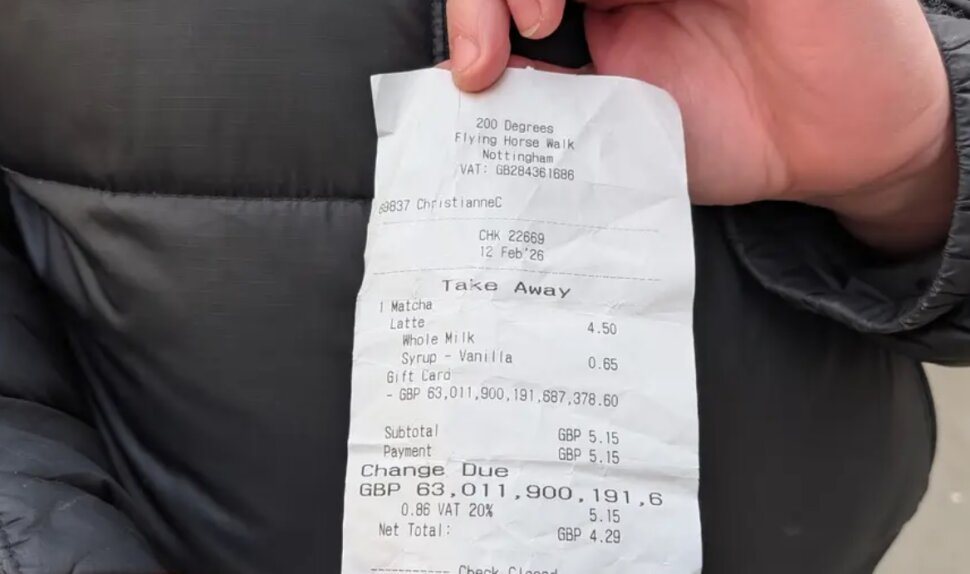 200 Degrees
Flying Horse Walk
Nottingham
VAT: GB284361686
69837 ChristianneC
CHK 22669
12 Feb'26
Take Away
1 Matcha
Latte 4.50
Whole Milk
Syrup - Vanilla 0.65
Gift Card
- GBP 63,011,900,191,687,378.60
Subtotal GBP 5.15
Payment GBP 5.15
Change Due
GBP 63,011,900,191,6
0.86 VAT 20% 5.15
Net Total: GBP 4.29
----------- Check Closed